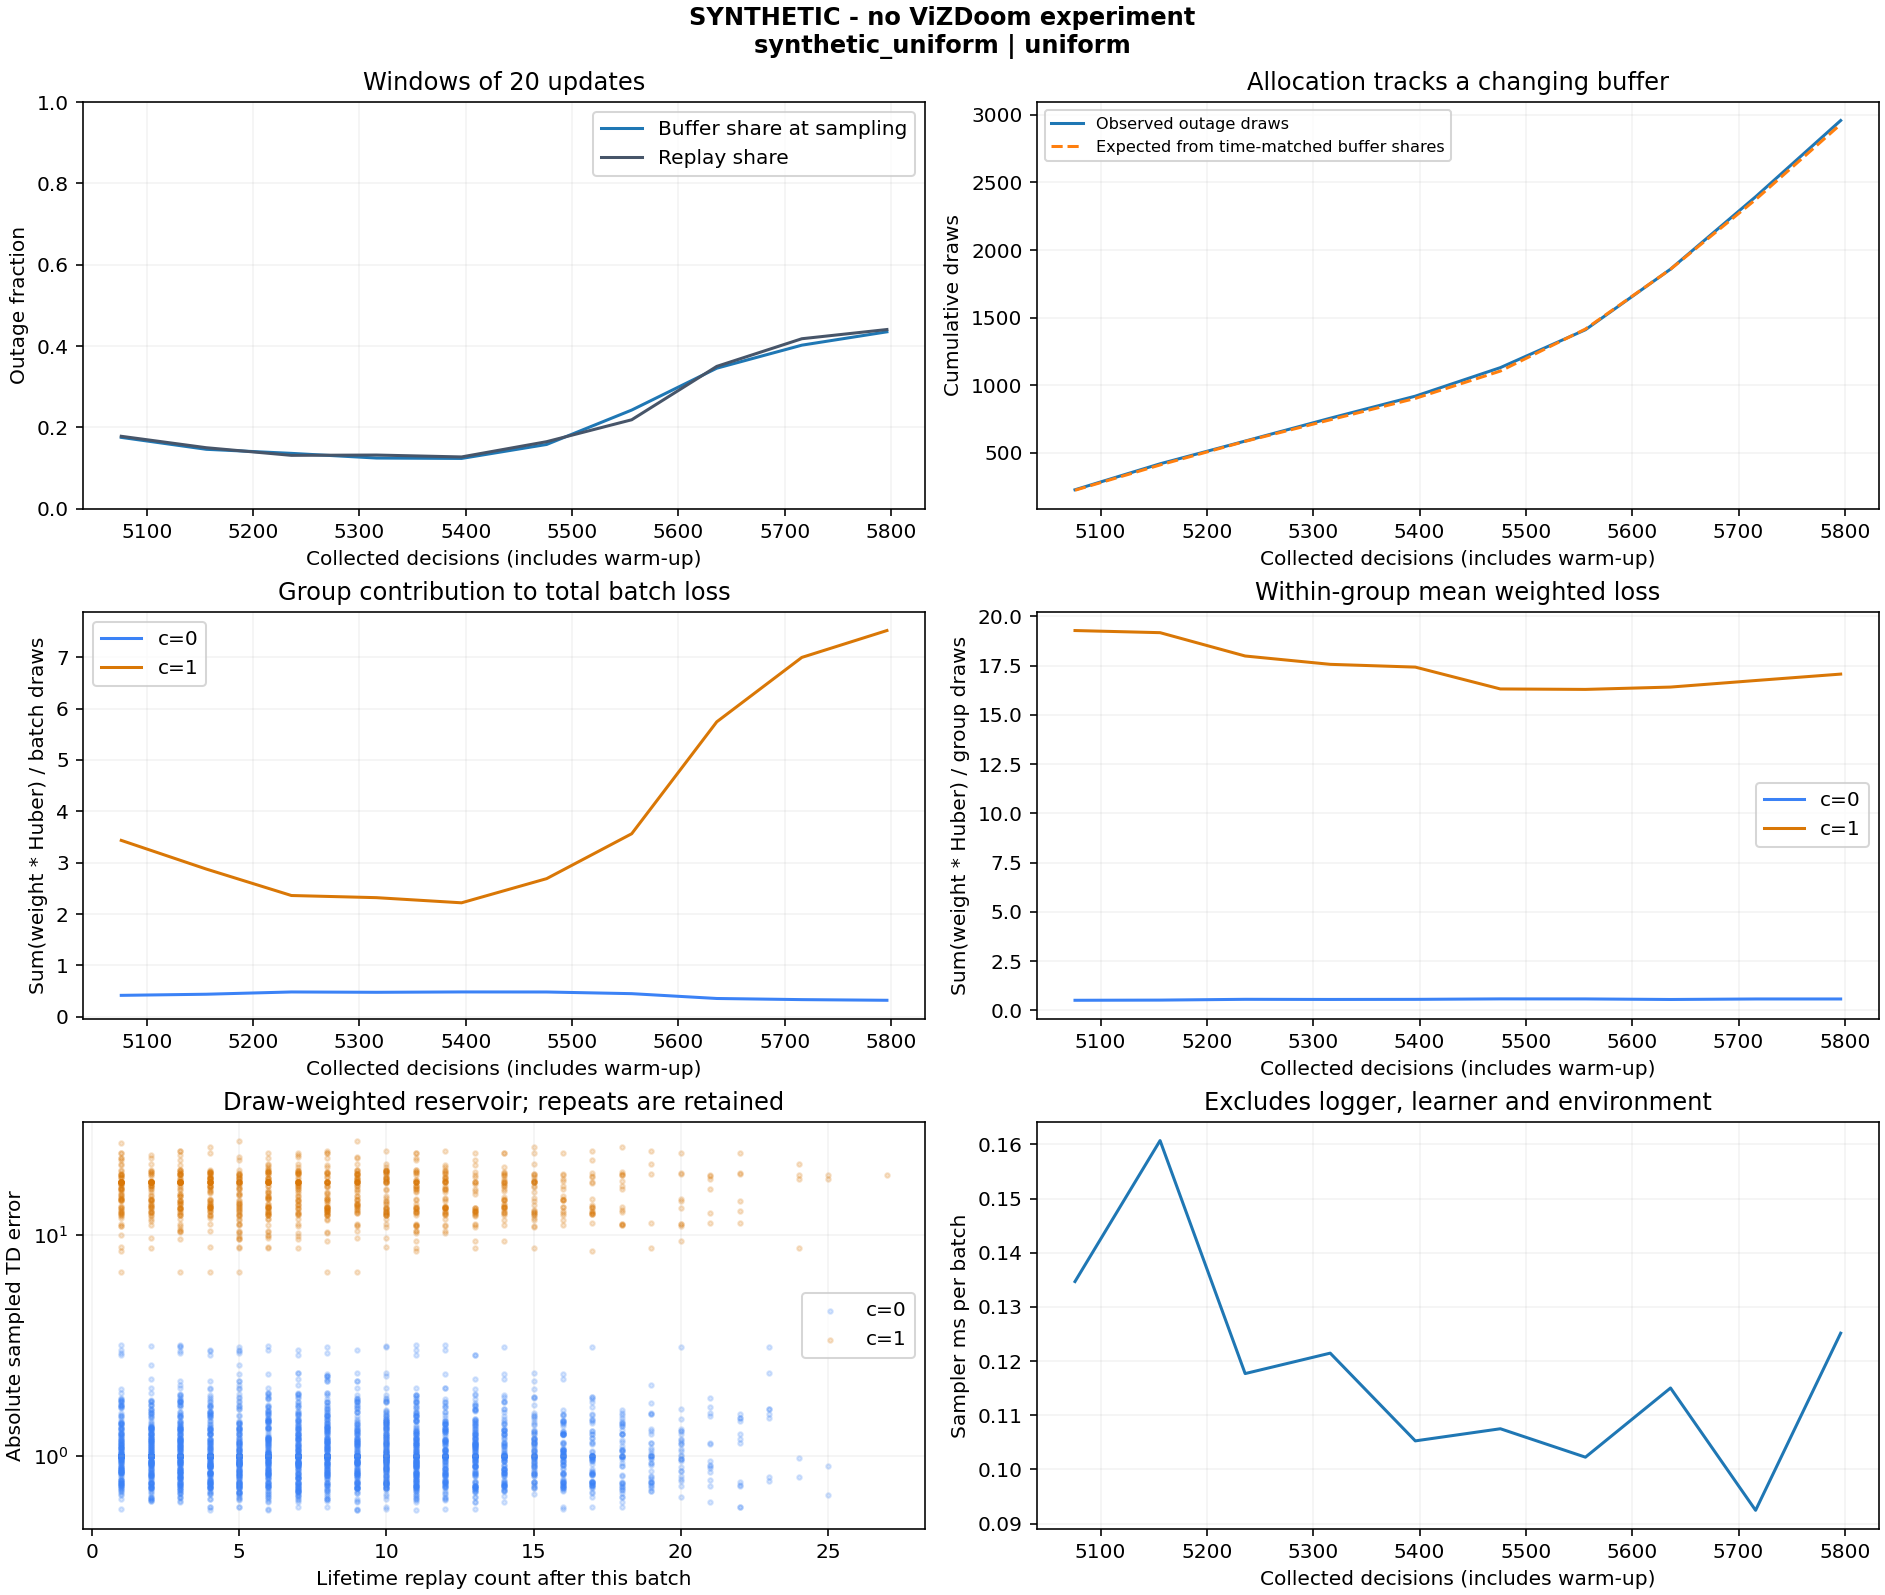 SYNTHETIC - no ViZDoom experiment
synthetic_uniform | uniform
Windows of 20 updates
1.0
0.8
0.6
0.4
0.2
0.0
Outage fraction
Buffer share at sampling
Replay share
5100 5200 5300 5400 5500 5600 5700 5800
Collected decisions (includes warm-up)
Allocation tracks a changing buffer
3000
2500
2000
1500
1000
500
Cumulative draws
Observed outage draws
Expected from time-matched buffer shares
5100 5200 5300 5400 5500 5600 5700 5800
Collected decisions (includes warm-up)
Group contribution to total batch loss
7
6
5
4
3
2
1
0
Sum(weight * Huber) / batch draws
c=0
c=1
5100 5200 5300 5400 5500 5600 5700 5800
Collected decisions (includes warm-up)
Within-group mean weighted loss
20.0
17.5
15.0
12.5
10.0
7.5
5.0
2.5
0.0
Sum(weight * Huber) / group draws
c=0
c=1
5100 5200 5300 5400 5500 5600 5700 5800
Collected decisions (includes warm-up)
Draw-weighted reservoir; repeats are retained
10¹
10⁰
Absolute sampled TD error
c=0
c=1
0 5 10 15 20 25
Lifetime replay count after this batch
Excludes logger, learner and environment
0.16
0.15
0.14
0.13
0.12
0.11
0.10
0.09
Sampler ms per batch
5100 5200 5300 5400 5500 5600 5700 5800
Collected decisions (includes warm-up)